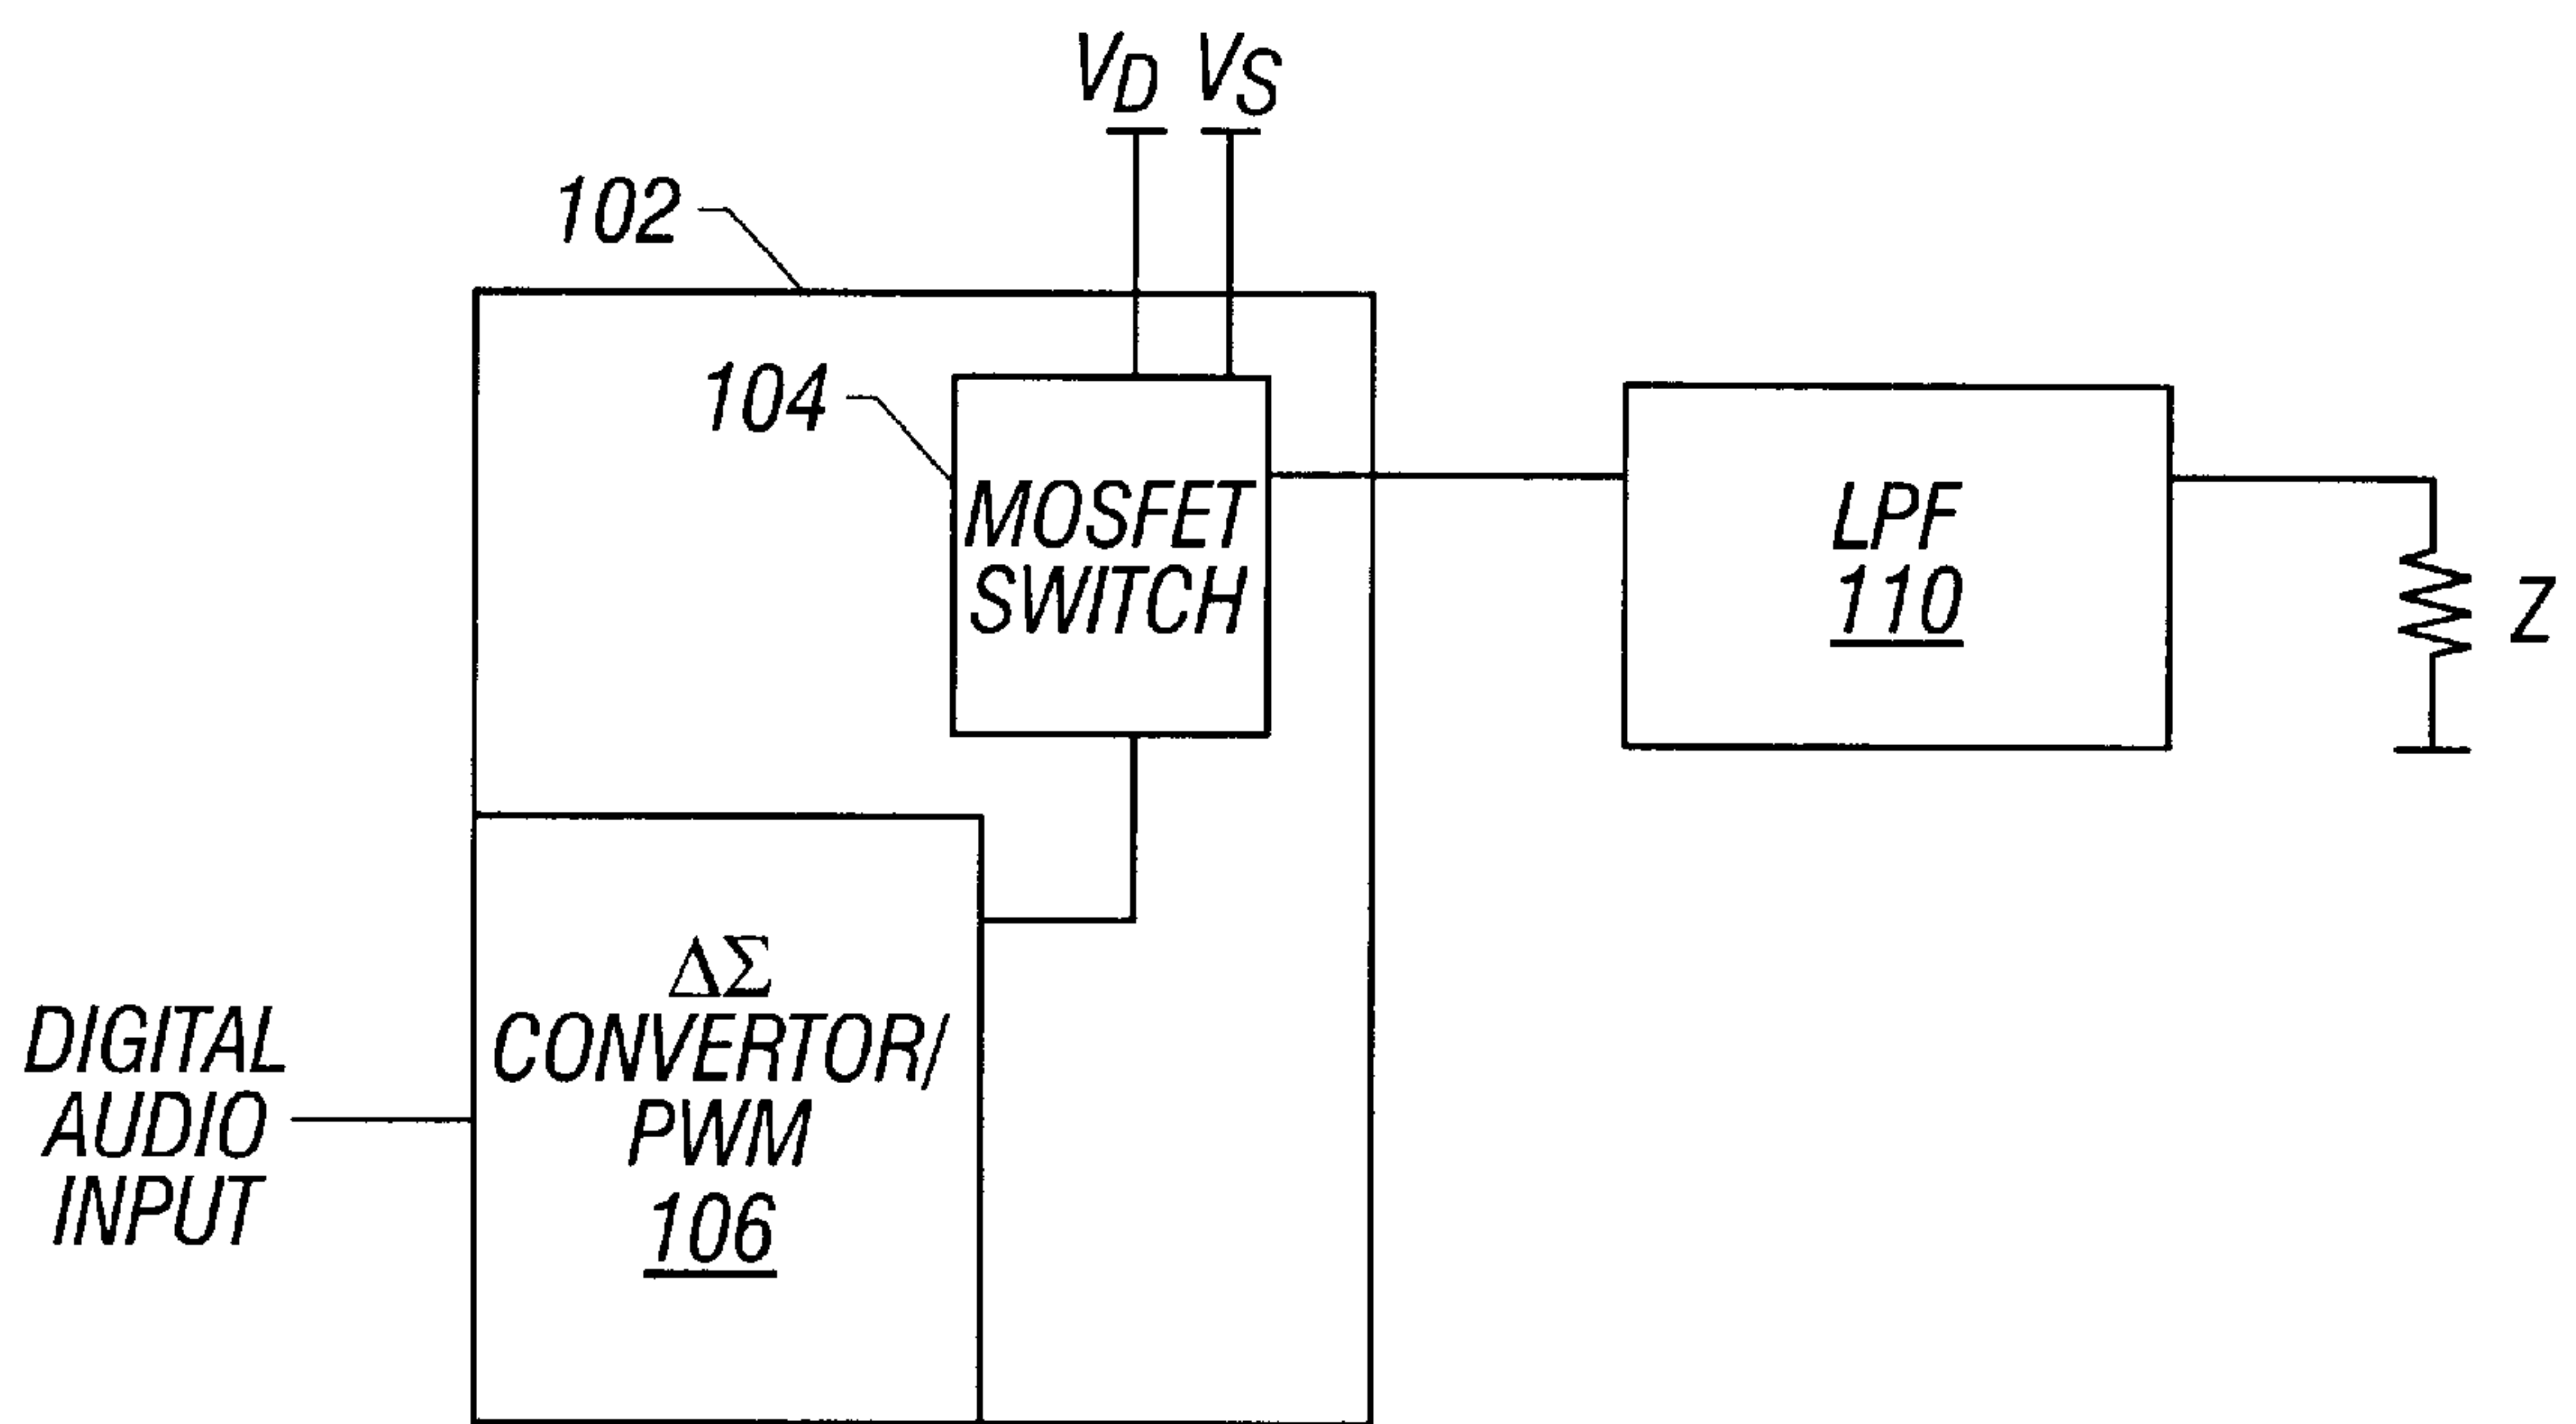 VD VS
102
104
MOSFET
SWITCH
LPF
110
Z
ΔΣ
CONVERTOR/
PWM
106
DIGITAL
AUDIO
INPUT